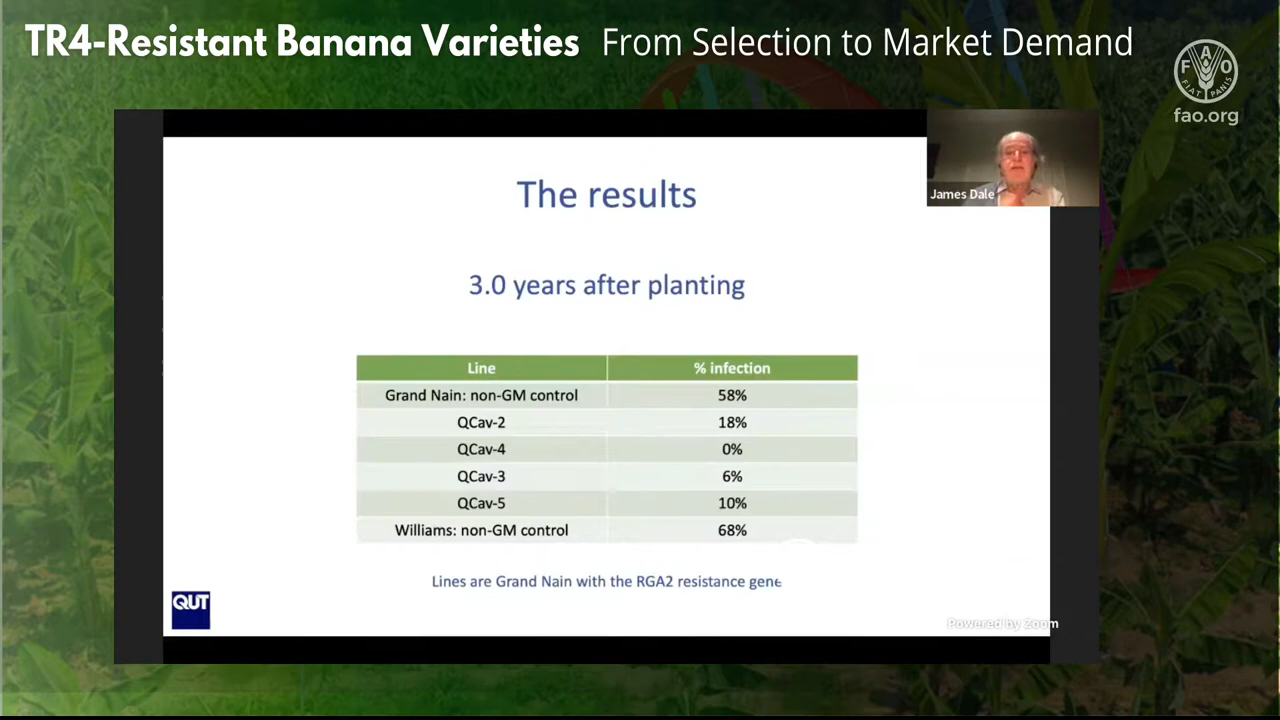 TR4-Resistant Banana Varieties From Selection to Market Demand
F A O
FIAT PANIS
fao.org
James Dale
The results
3.0 years after planting
Line % infection
Grand Nain: non-GM control 58%
QCav-2 18%
QCav-4 0%
QCav-3 6%
QCav-5 10%
Williams: non-GM control 68%
Lines are Grand Nain with the RGA2 resistance gene
QUT
Powered by Zoom